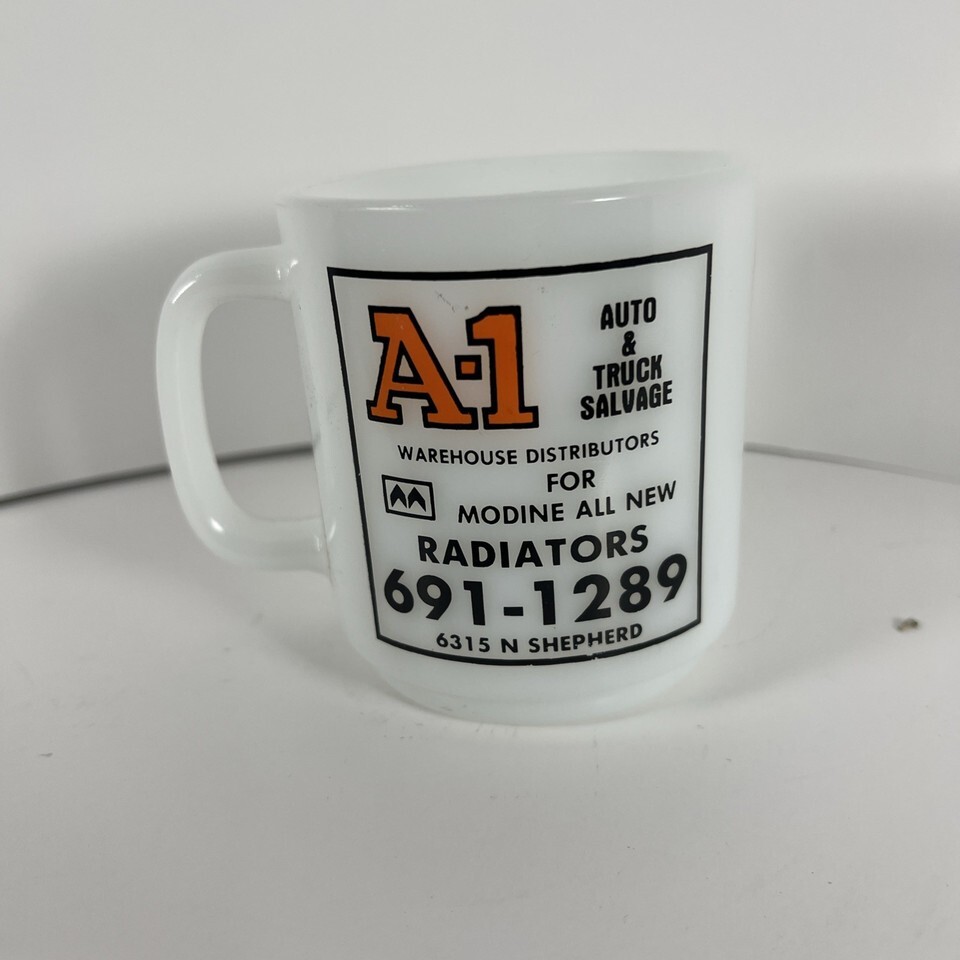 A-1
AUTO
&
TRUCK
SALVAGE
WAREHOUSE DISTRIBUTORS
FOR
MODINE ALL NEW
RADIATORS
691-1289
6315 N SHEPHERD